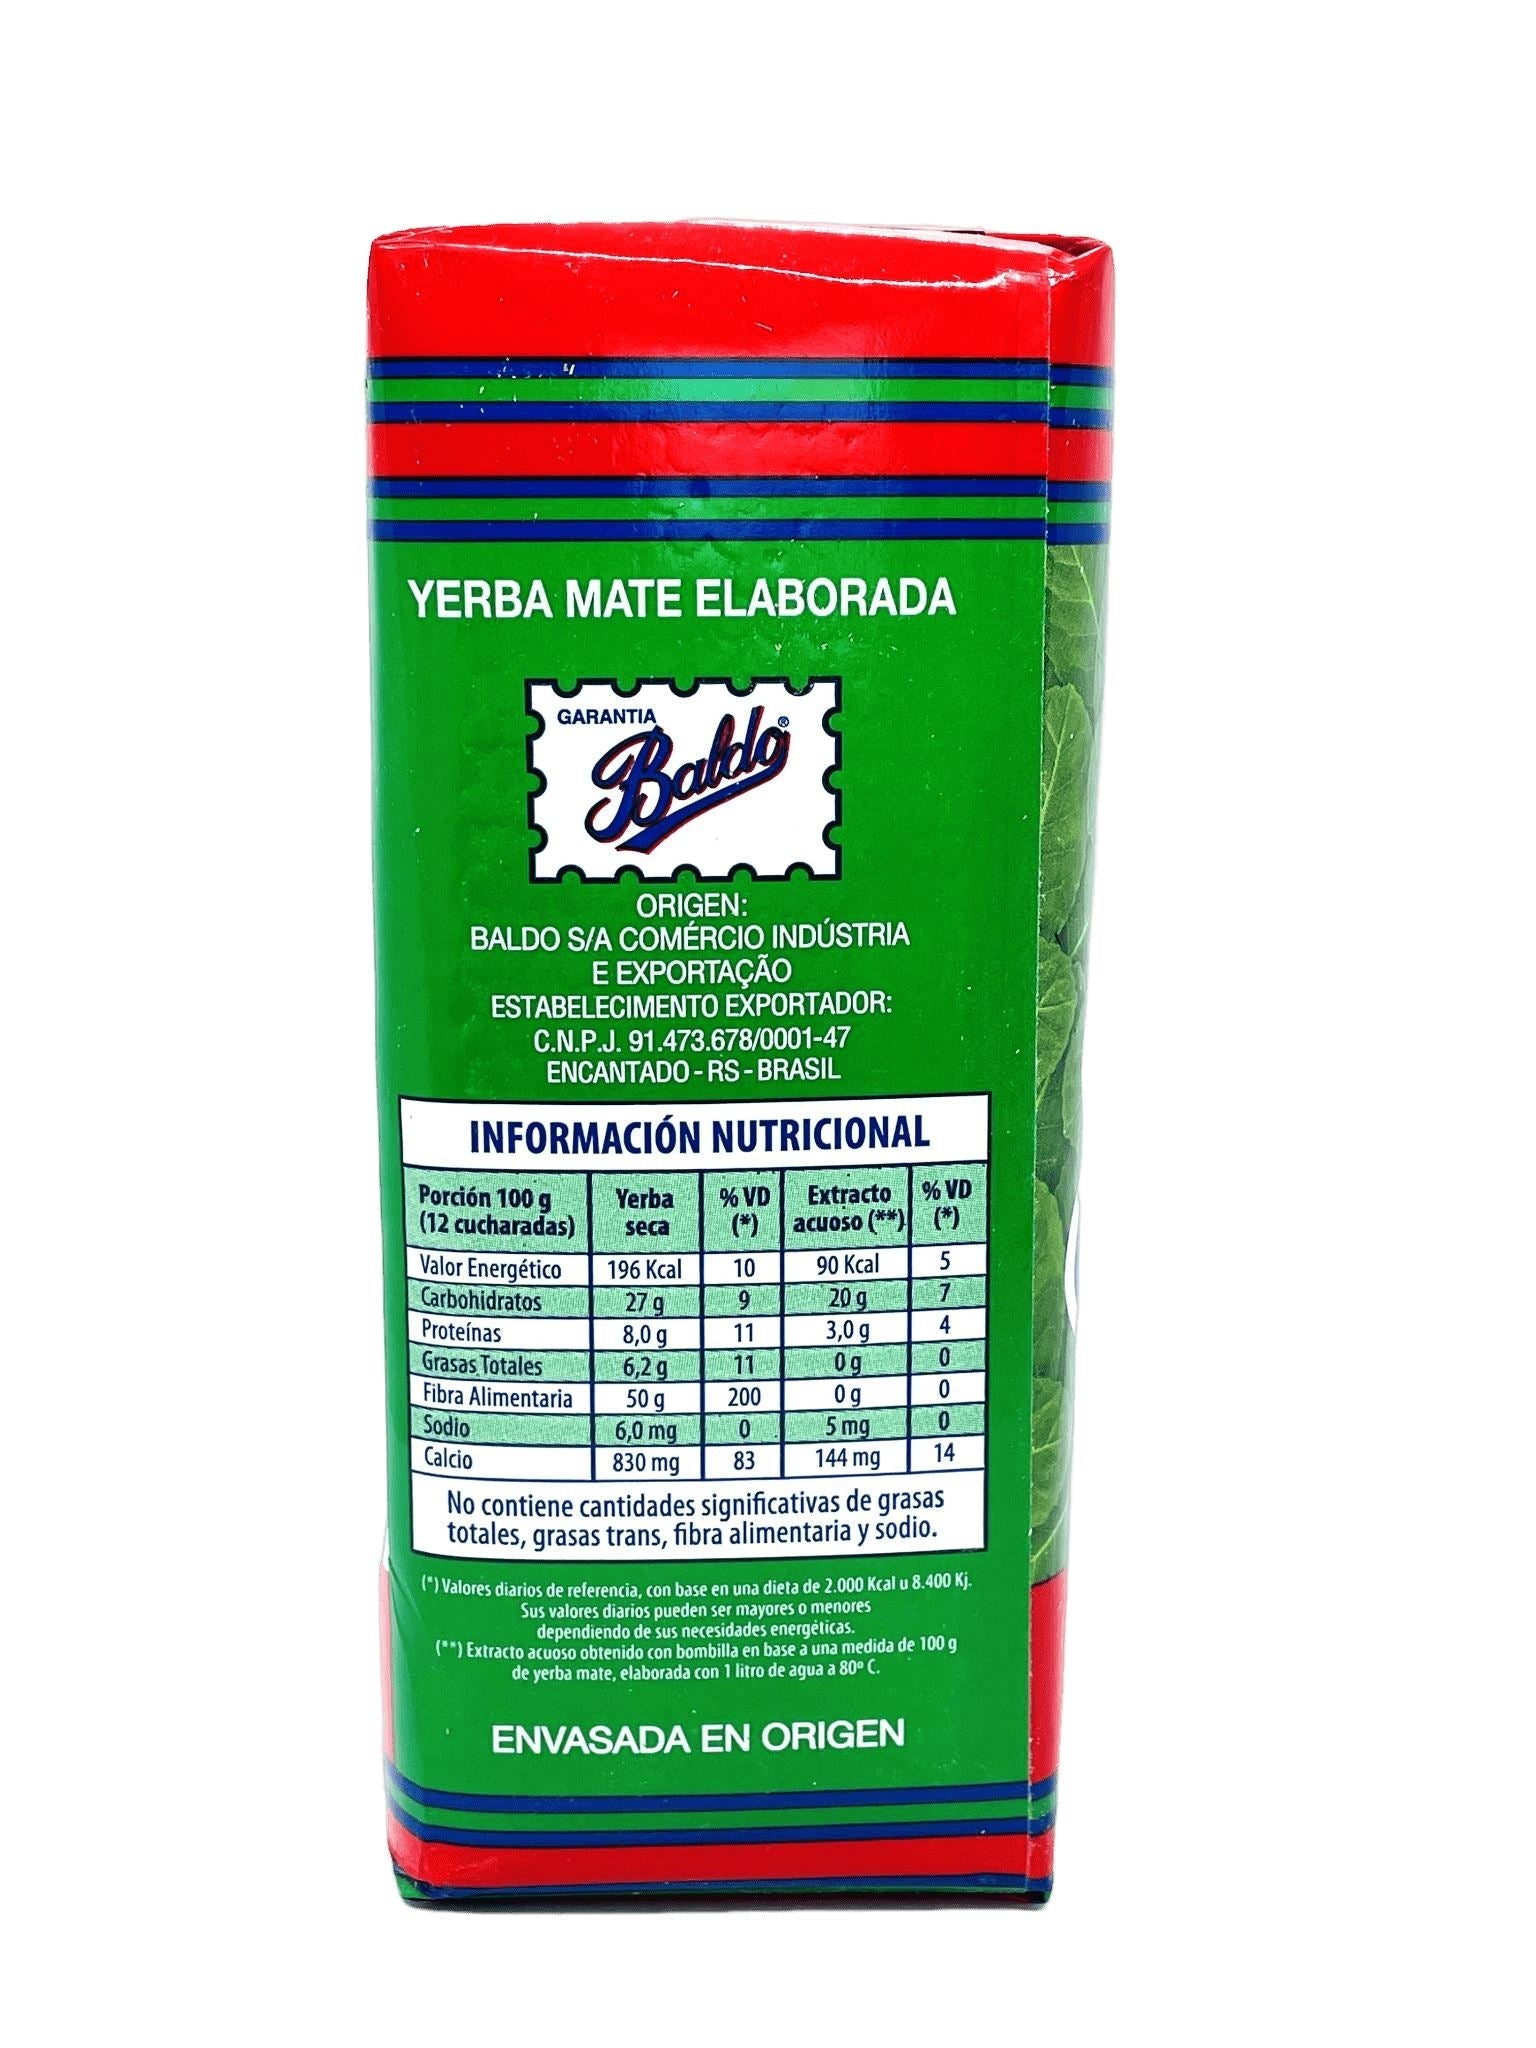 YERBA MATE ELABORADA
GARANTIA
Baldo®
ORIGEN:
BALDO S/A COMÉRCIO INDÚSTRIA
E EXPORTAÇÃO
ESTABELECIMENTO EXPORTADOR:
C.N.P.J. 91.473.678/0001-47
ENCANTADO - RS - BRASIL
INFORMACIÓN NUTRICIONAL
Porción 100 g (12 cucharadas) Yerba seca % VD (*) Extracto acuoso (**) % VD (*)
Valor Energético 196 Kcal 10 90 Kcal 5
Carbohidratos 27 g 9 20 g 7
Proteínas 8,0 g 11 3,0 g 4
Grasas Totales 6,2 g 11 0 g 0
Fibra Alimentaria 50 g 200 0 g 0
Sodio 6,0 mg 0 5 mg 0
Calcio 830 mg 83 144 mg 14
No contiene cantidades significativas de grasas
totales, grasas trans, fibra alimentaria y sodio.
(*) Valores diarios de referencia, con base en una dieta de 2.000 Kcal u 8.400 Kj.
Sus valores diarios pueden ser mayores o menores
dependiendo de sus necesidades energéticas.
(**) Extracto acuoso obtenido con bombilla en base a una medida de 100 g
de yerba mate, elaborada con 1 litro de agua a 80º C.
ENVASADA EN ORIGEN